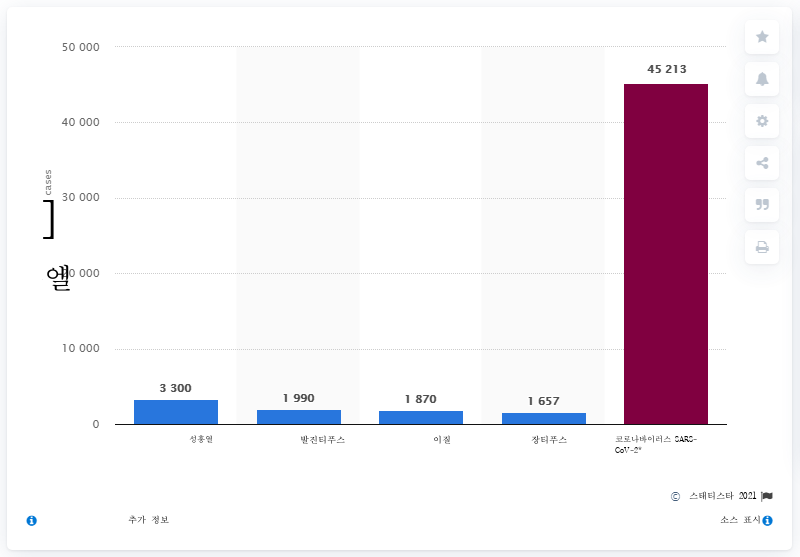 50 000
45 213
40 000
cases
30 000
]
엘
20 000
10 000
3 300
1 990
1 870
1 657
0
성홍열
발진티푸스
이질
장티푸스
코로나바이러스 SARS-
CoV-2*
© 스태티스타 2021
추가 정보
소스 표시